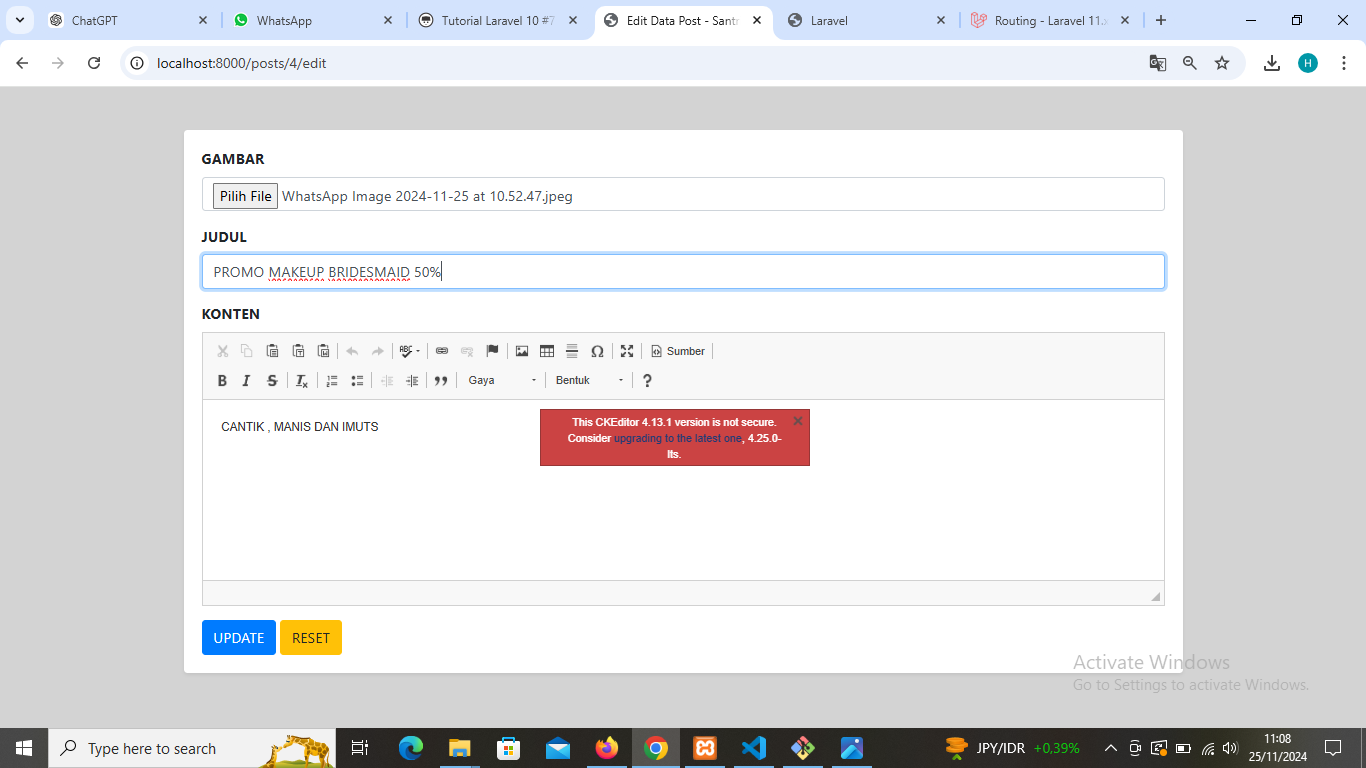 ChatGPT
WhatsApp
Tutorial Laravel 10 #7
Edit Data Post - Santr
Laravel
Routing - Laravel 11.x
localhost:8000/posts/4/edit
H
GAMBAR
Pilih File WhatsApp Image 2024-11-25 at 10.52.47.jpeg
JUDUL
PROMO MAKEUP BRIDESMAID 50%
KONTEN
ABC
Sumber
B I S Ix
Gaya
Bentuk
?
CANTIK , MANIS DAN IMUTS
This CKEditor 4.13.1 version is not secure.
Consider upgrading to the latest one, 4.25.0-
lts.
UPDATE
RESET
Activate Windows
Go to Settings to activate Windows.
Type here to search
JPY/IDR +0,39%
11:08
25/11/2024